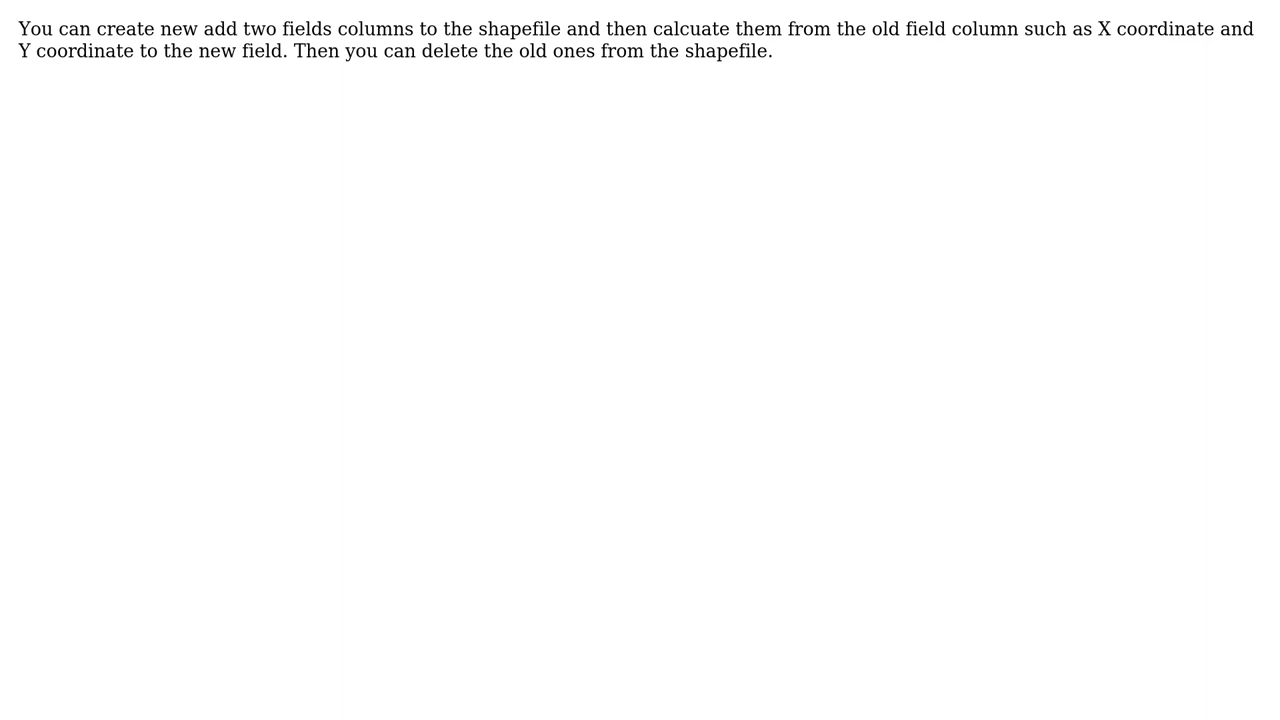 You can create new add two fields columns to the shapefile and then calcuate them from the old field column such as X coordinate and
Y coordinate to the new field. Then you can delete the old ones from the shapefile.